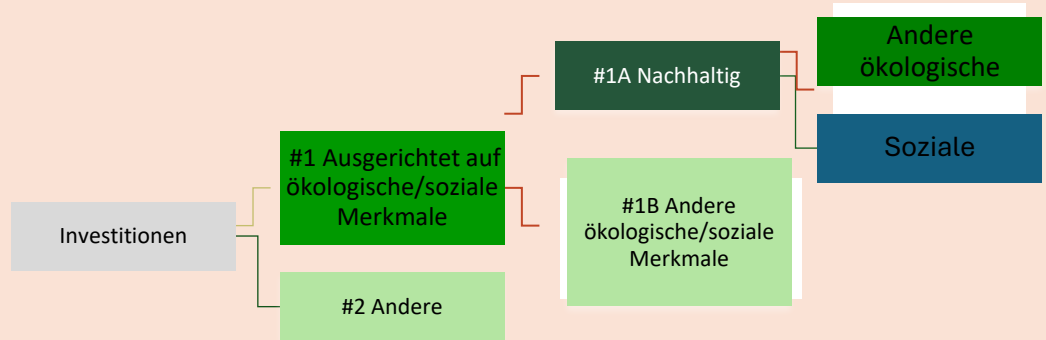 Investitionen
#1 Ausgerichtet auf
ökologische/soziale
Merkmale
#2 Andere
#1A Nachhaltig
#1B Andere
ökologische/soziale
Merkmale
Andere
ökologische
Soziale